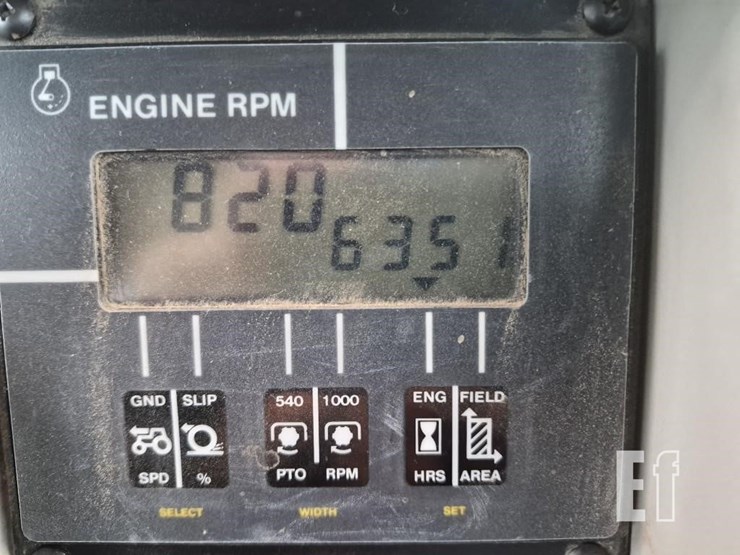 ENGINE RPM
820
6351
GND SLIP 540 1000 ENG FIELD
SPD % PTO RPM HRS AREA
SELECT WIDTH SET
Ef